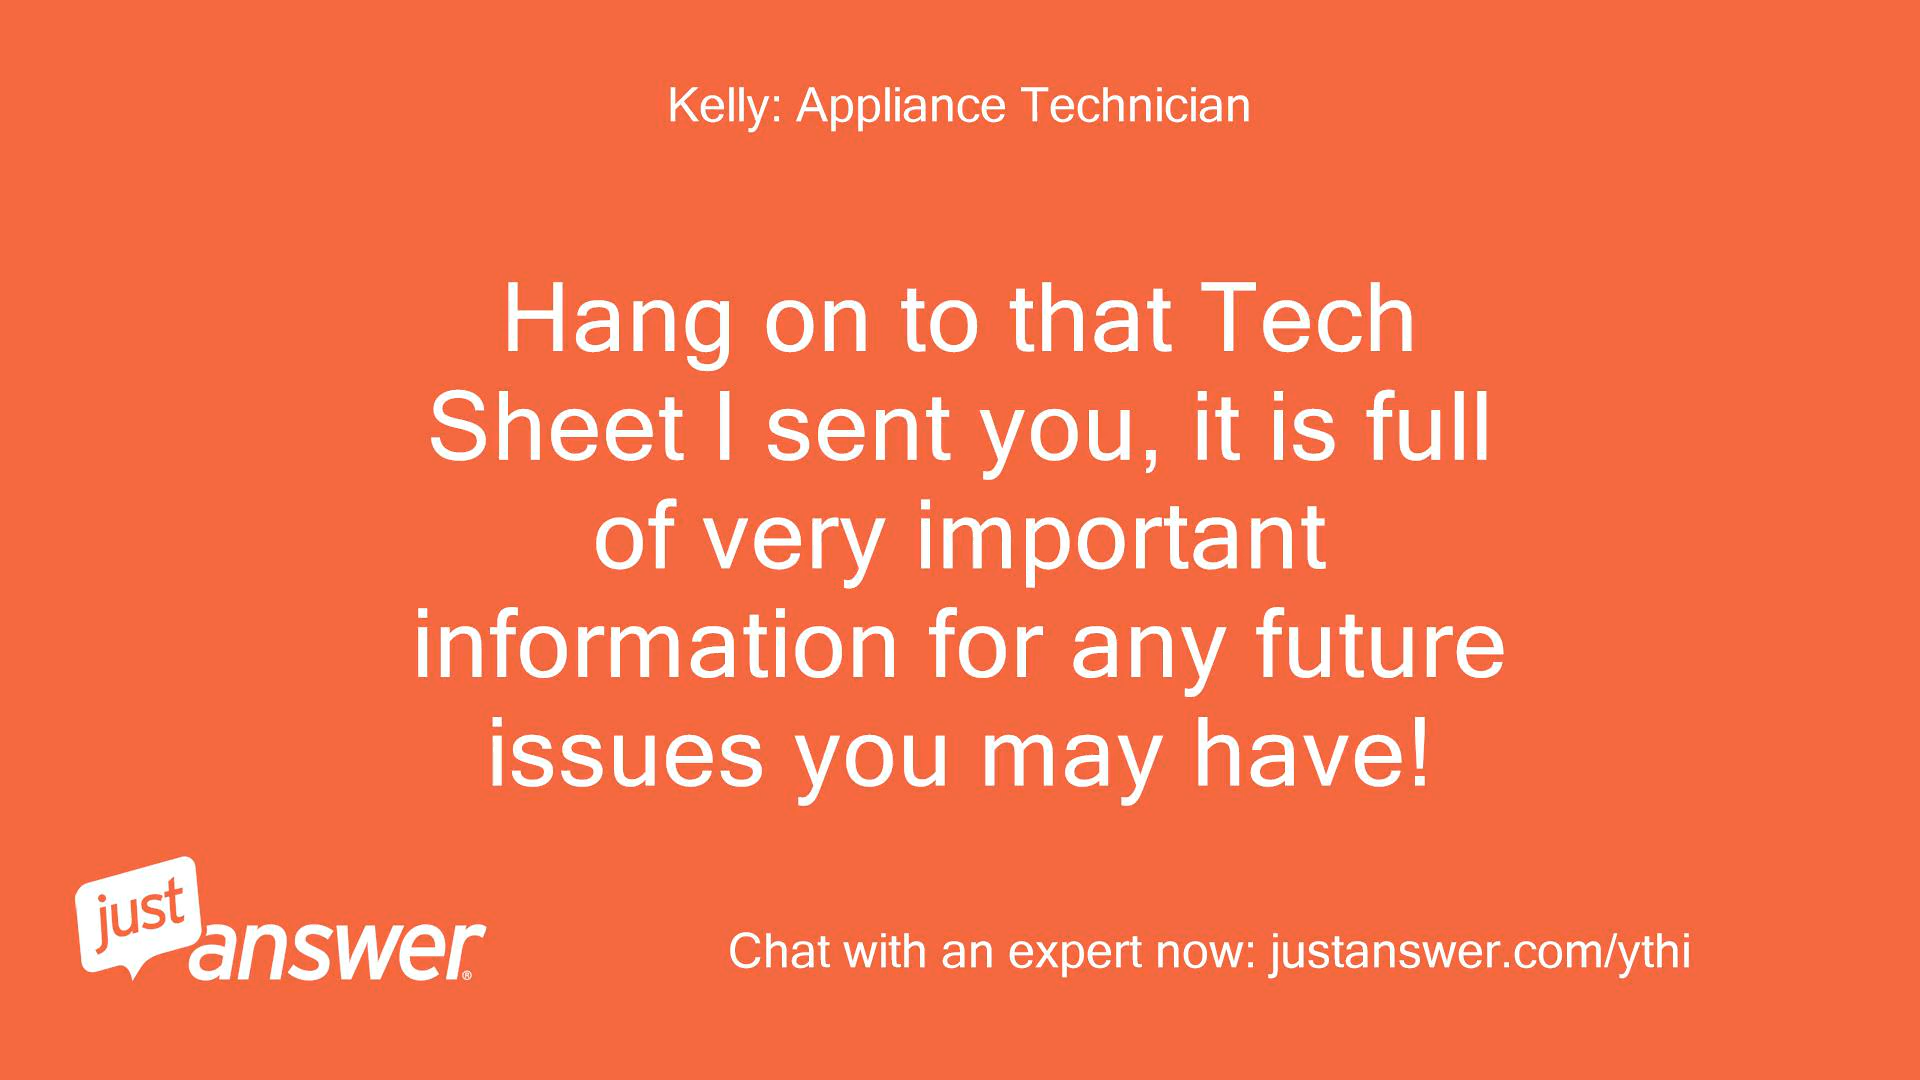 Kelly: Appliance Technician
Hang on to that Tech
Sheet I sent you, it is full
of very important
information for any future
issues you may have!
just
answer®
Chat with an expert now: justanswer.com/ythi